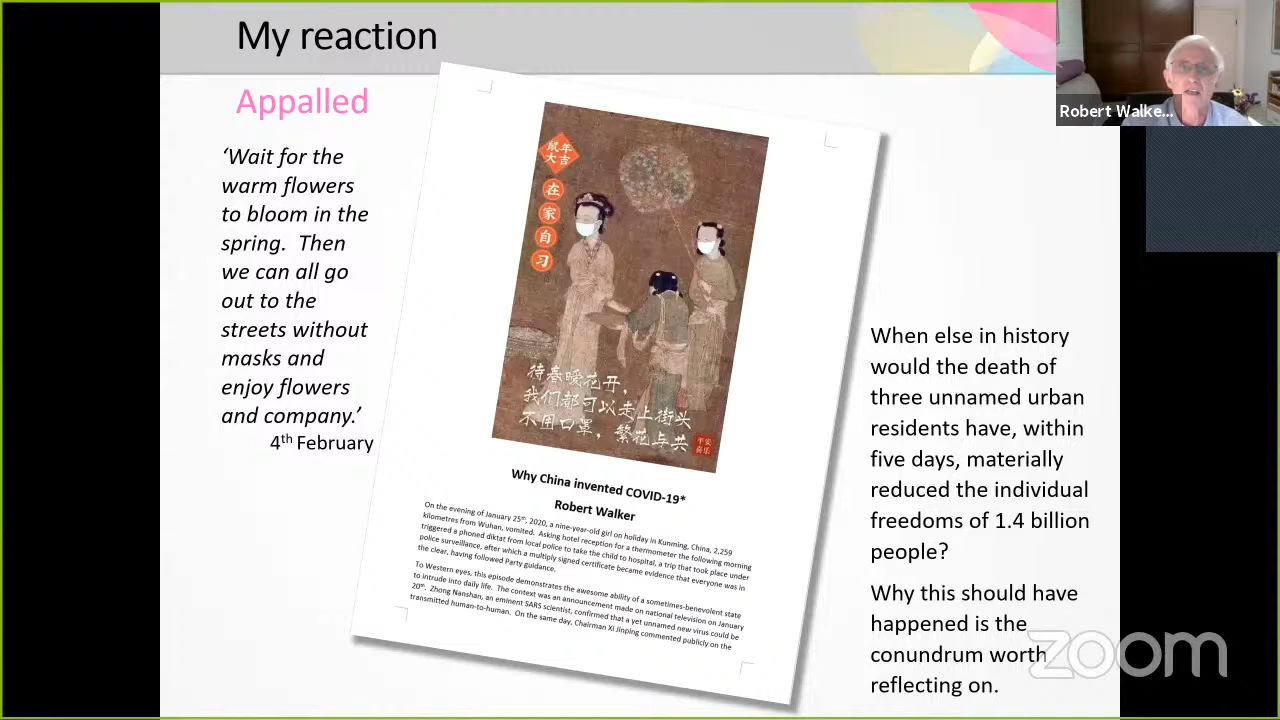 My reaction
Appalled
‘Wait for the
warm flowers
to bloom in the
spring.  Then
we can all go
out to the
streets without
masks and
enjoy flowers
and company.’
4th February
鼠年
大吉
在
家
自
习
待春暖花开，
我们都可以走上街头
不用口罩，繁花与共
平安
喜乐
Why China invented COVID-19*
Robert Walker
On the evening of January 25th, 2020, a nine-year-old girl on holiday in Kunming, China, 2,259
kilometres from Wuhan, vomited.  Asking hotel reception for a thermometer the following morning
triggered a phoned diktat from local police to take the child to hospital, a trip that took place under
police surveillance, after which a multiply signed certificate became evidence that everyone was in
the clear, having followed Party guidance.
To Western eyes, this episode demonstrates the awesome ability of a sometimes-benevolent state
to intrude into daily life.  The context was an announcement made on national television on January
20th.  Zhong Nanshan, an eminent SARS scientist, confirmed that a yet unnamed new virus could be
transmitted human-to-human.  On the same day, Chairman Xi Jinping commented publicly on the
When else in history
would the death of
three unnamed urban
residents have, within
five days, materially
reduced the individual
freedoms of 1.4 billion
people?
Why this should have
happened is the
conundrum worth
reflecting on.
Robert Walke...
zoom